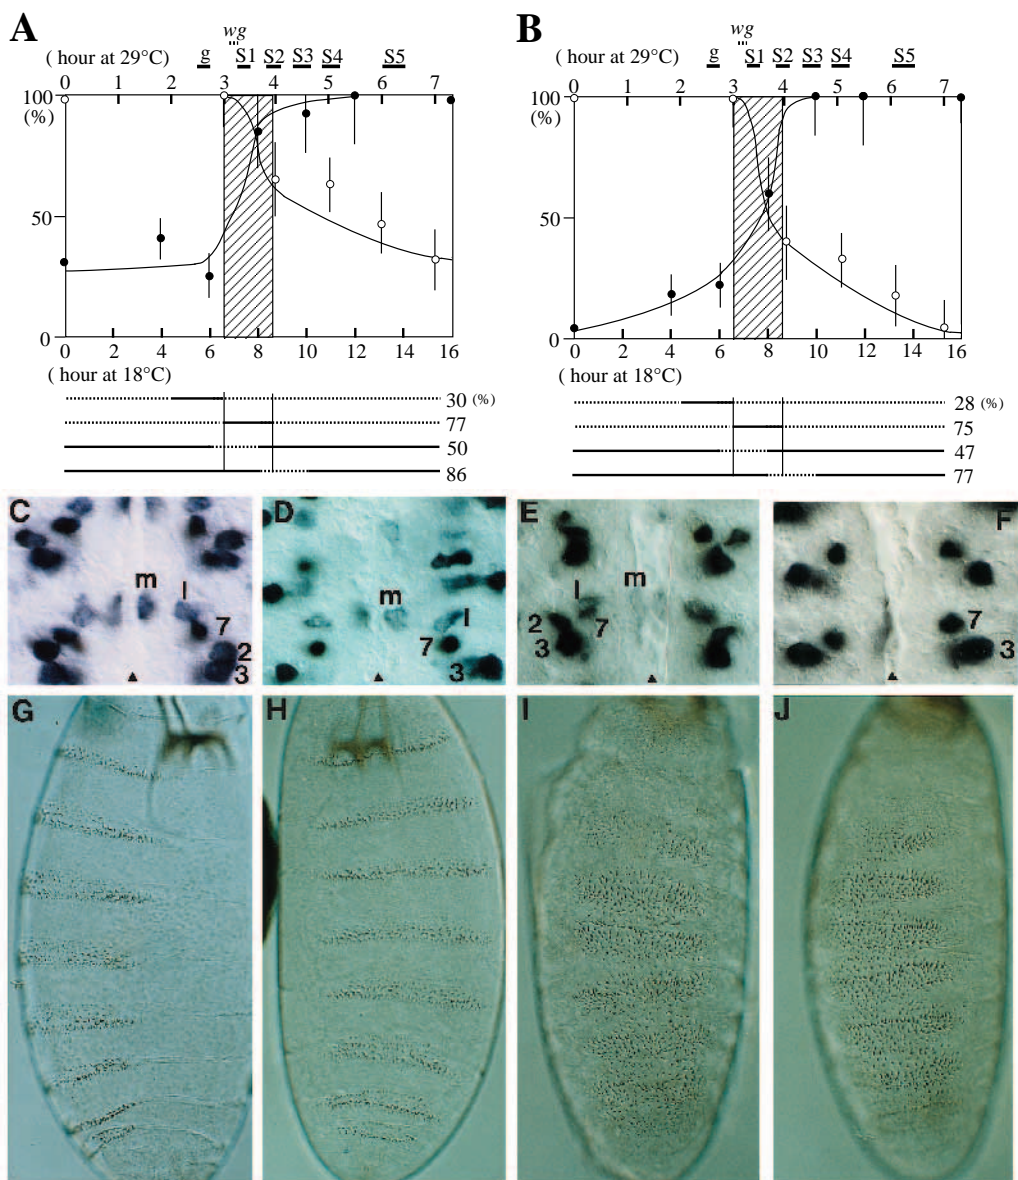 A
wg
( hour at 29°C)
g S1 S2 S3 S4 S5
0 1 2 3 4 5 6 7
100
(%)
50
0
0 2 4 6 8 10 12 14 16
( hour at 18°C)
30 (%)
77
50
86
B
wg
( hour at 29°C)
g S1 S2 S3 S4 S5
0 1 2 3 4 5 6 7
100
(%)
50
0
0 2 4 6 8 10 12 14 16
( hour at 18°C)
28 (%)
75
47
77
C
m
l
7
2
3
D
m
l
7
3
E
m
l
2
7
3
F
7
3
G
H
I
J